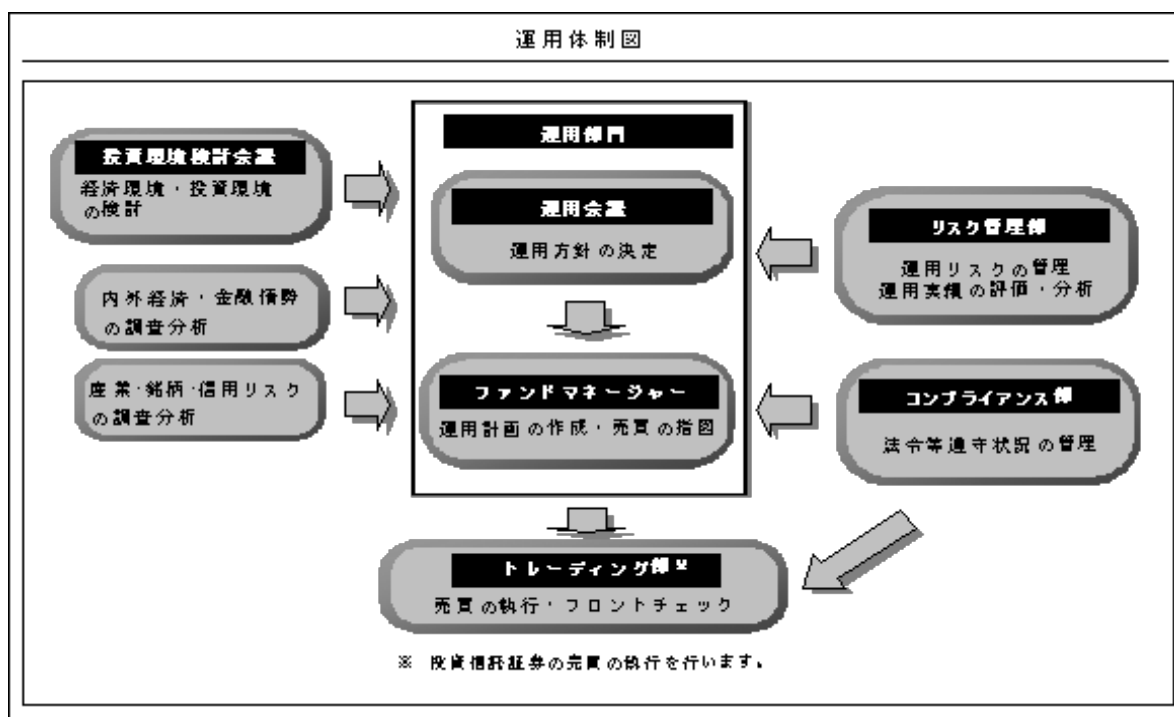 運用体制図
投資環境検討会議
経済環境・投資環境
の検討
内外経済・金融情勢
の調査分析
産業・銘柄・信用リスク
の調査分析
運用部門
運用会議
運用方針の決定
ファンドマネージャー
運用計画の作成・売買の指図
リスク管理部
運用リスクの管理
運用実績の評価・分析
コンプライアンス部
法令等遵守状況の管理
トレーディング部※
売買の執行・フロントチェック
※ 投資信託証券の売買の執行を行います。